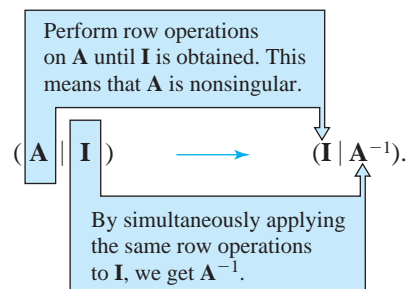 Perform row operations
on A until I is obtained. This
means that A is nonsingular.
( A | I ) (I | A⁻¹).
By simultaneously applying
the same row operations
to I, we get A⁻¹.